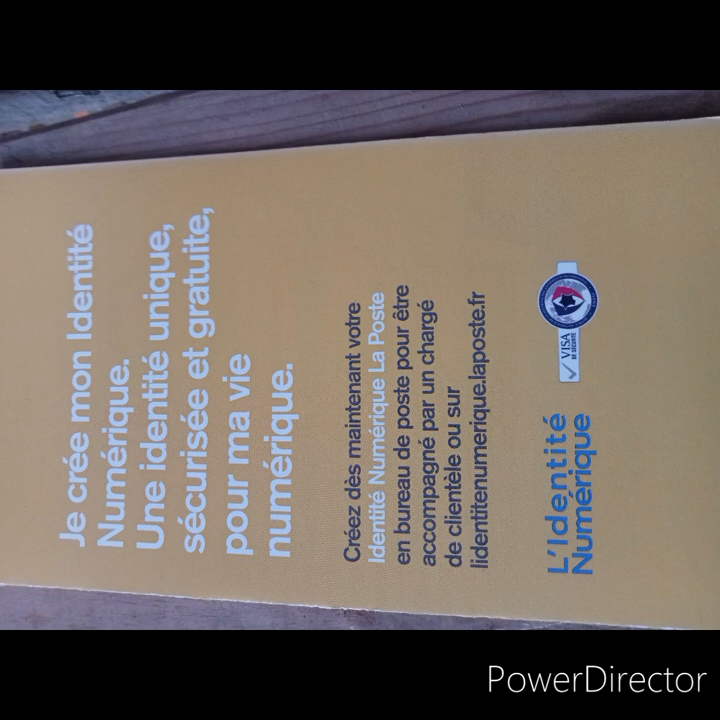 Je crée mon Identité
Numérique.
Une identité unique,
sécurisée et gratuite,
pour ma vie
numérique.
Créez dès maintenant votre
Identité Numérique La Poste
en bureau de poste pour être
accompagné par un chargé
de clientèle ou sur
lidentitenumerique.laposte.fr
L'Identité
Numérique
VISA
DE SÉCURITÉ
PowerDirector